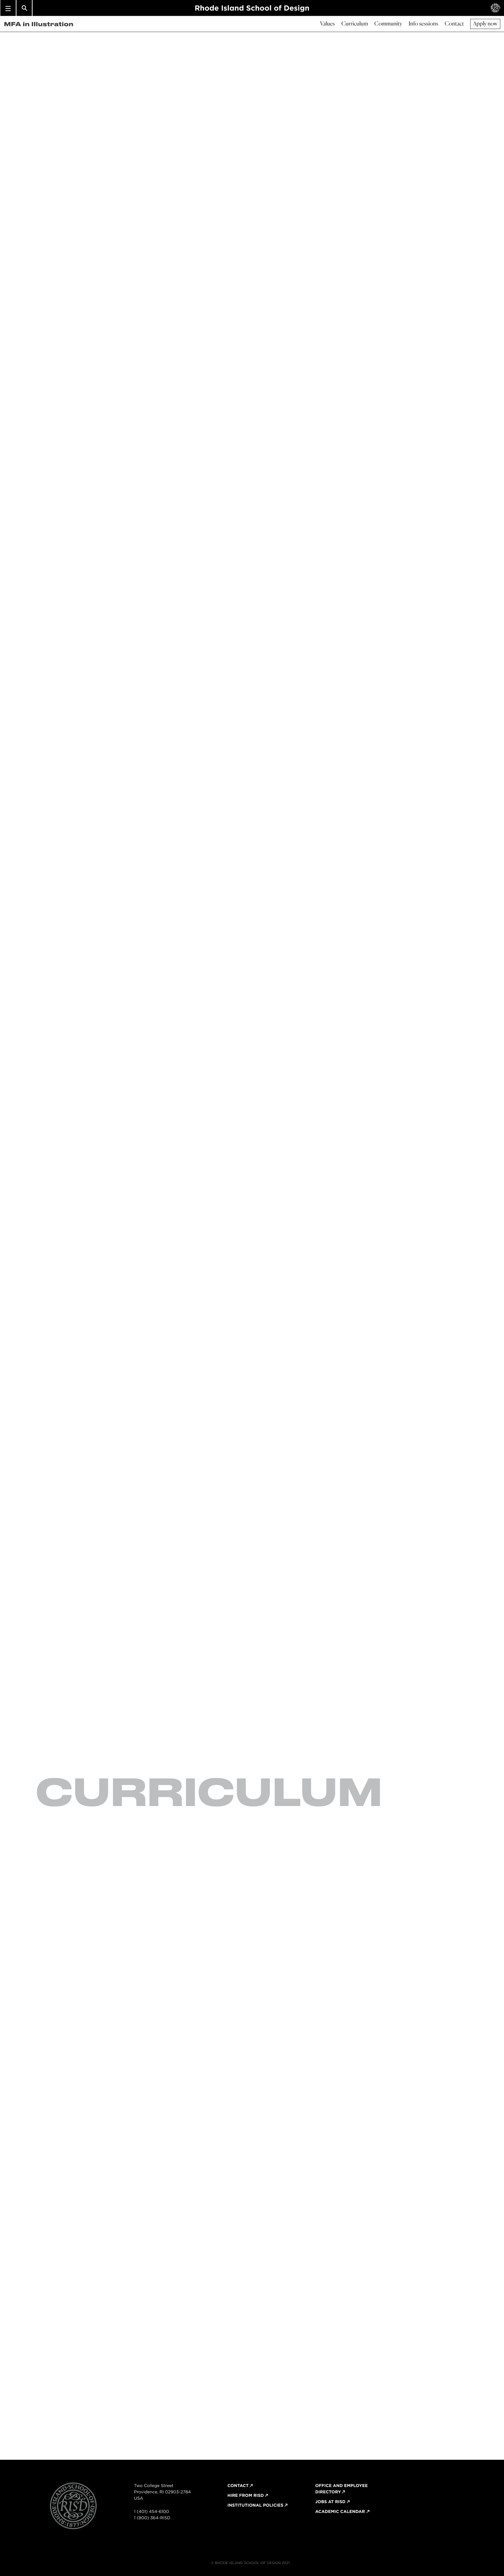 Rhode Island School of Design
MFA in Illustration
Values Curriculum Community Info sessions Contact Apply now
CURRICULUM
Two College Street
Providence, RI 02903-2784
USA
1 (401) 454-6100
1 (800) 364-RISD
CONTACT ↗
HIRE FROM RISD ↗
INSTITUTIONAL POLICIES ↗
OFFICE AND EMPLOYEE
DIRECTORY ↗
JOBS AT RISD ↗
ACADEMIC CALENDAR ↗
RHODE ISLAND SCHOOL OF DESIGN
RISD
1877